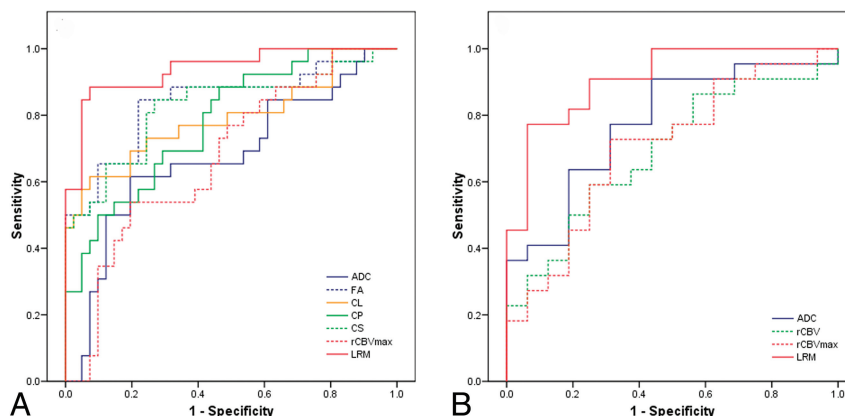 1.0
0.8
0.6
0.4
0.2
0.0
Sensitivity
0.0 0.2 0.4 0.6 0.8 1.0
1 - Specificity
ADC
FA
CL
CP
CS
rCBVmax
LRM
A
1.0
0.8
0.6
0.4
0.2
0.0
Sensitivity
0.0 0.2 0.4 0.6 0.8 1.0
1 - Specificity
ADC
rCBV
rCBVmax
LRM
B